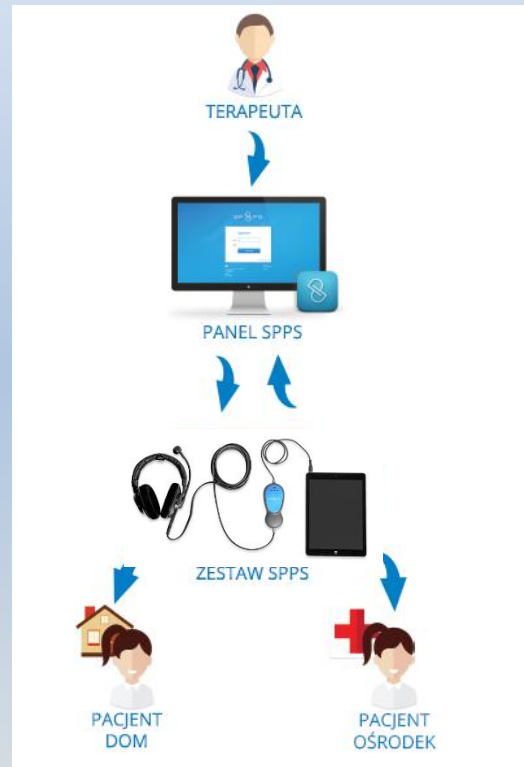 TERAPEUTA
PANEL SPPS
ZESTAW SPPS
PACJENT
DOM
PACJENT
OŚRODEK